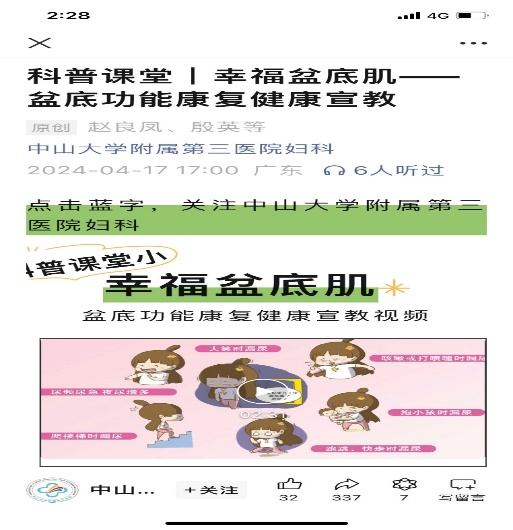 2:28
4G
科普课堂 | 幸福盆底肌——
盆底功能康复健康宣教
原创 赵良凤、殷英等
中山大学附属第三医院妇科
2024-04-17 17:00 广东 6人听过
点击蓝字，关注中山大学附属第三
医院妇科
科普课堂小
幸福盆底肌
盆底功能康复健康宣教视频
大笑时漏尿
咳嗽或打喷嚏时漏尿
尿频尿急 夜尿增多
02:31
抱小孩时漏尿
爬楼梯时漏尿
跑跳、快步时漏尿
中山...
+关注
32
337
7
写留言